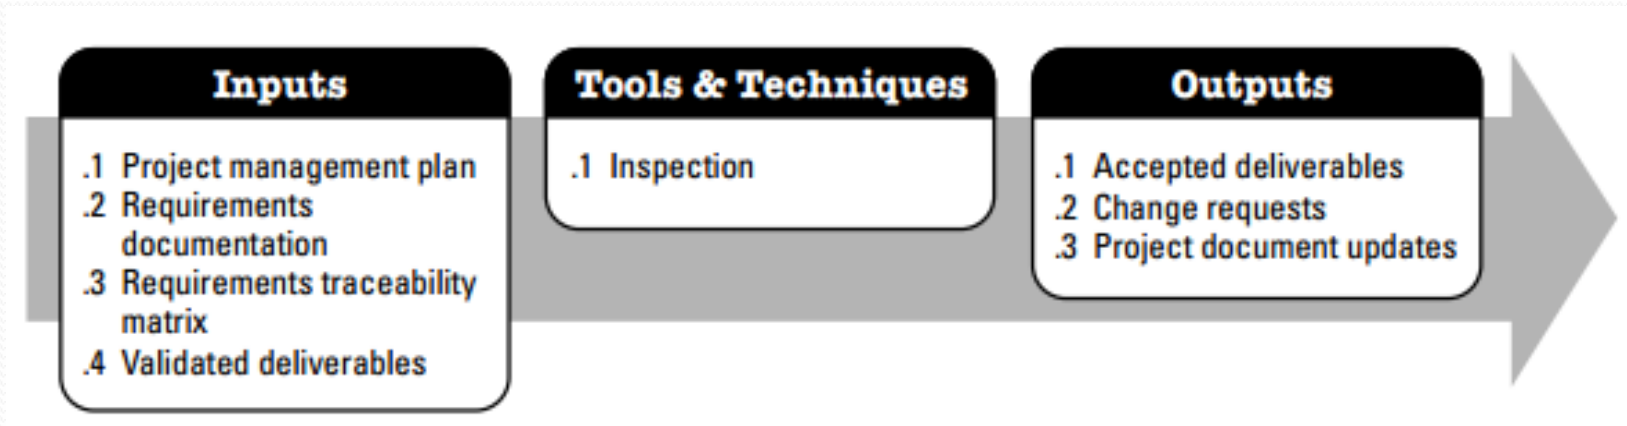 Inputs
.1 Project management plan
.2 Requirements
documentation
.3 Requirements traceability
matrix
.4 Validated deliverables
Tools & Techniques
.1 Inspection
Outputs
.1 Accepted deliverables
.2 Change requests
.3 Project document updates